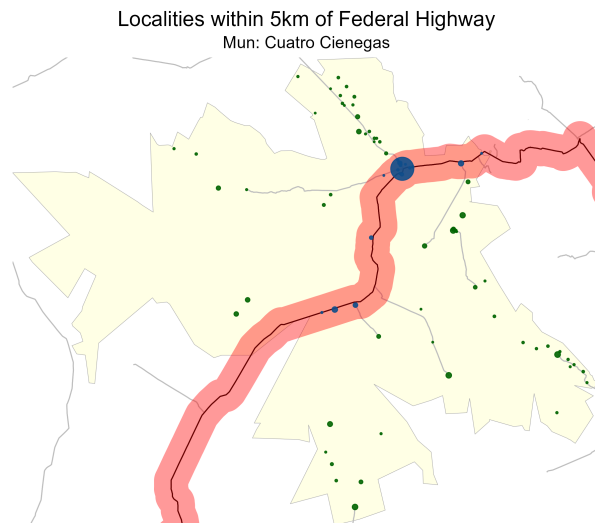 Localities within 5km of Federal Highway
Mun: Cuatro Cienegas